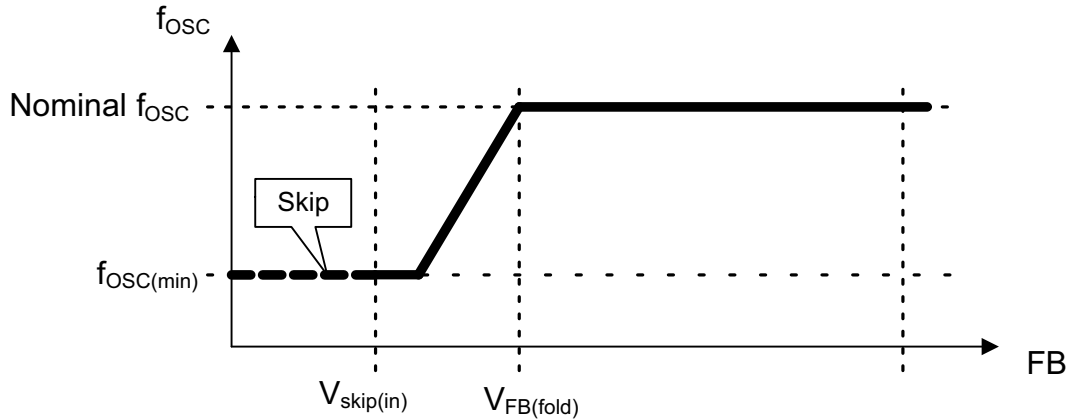 fOSC
Nominal fOSC
Skip
fOSC(min)
Vskip(in)
VFB(fold)
FB